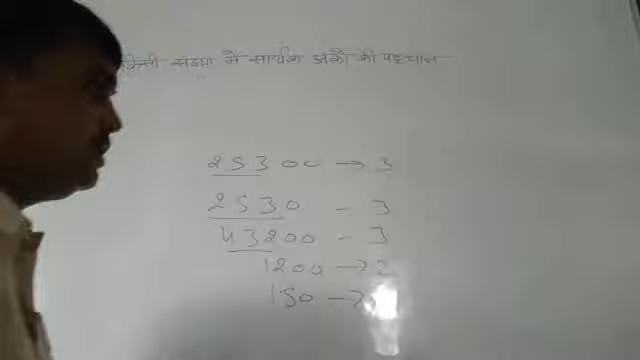 किसी संख्या में सार्थक अंकों की पहचान
25300 → 3
2530 - 3
43200 - 3
1200 → 2
150 →